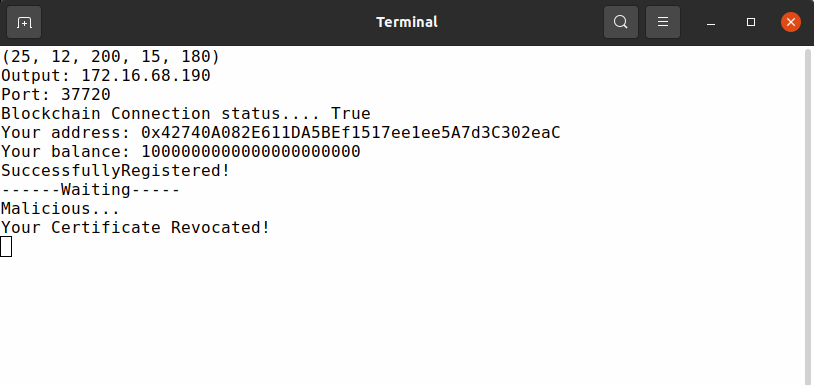 Terminal
(25, 12, 200, 15, 180)
Output: 172.16.68.190
Port: 37720
Blockchain Connection status.... True
Your address: 0x42740A082E611DA5BEf1517ee1ee5A7d3C302eaC
Your balance: 1000000000000000000000
SuccessfullyRegistered!
------Waiting-----
Malicious...
Your Certificate Revocated!